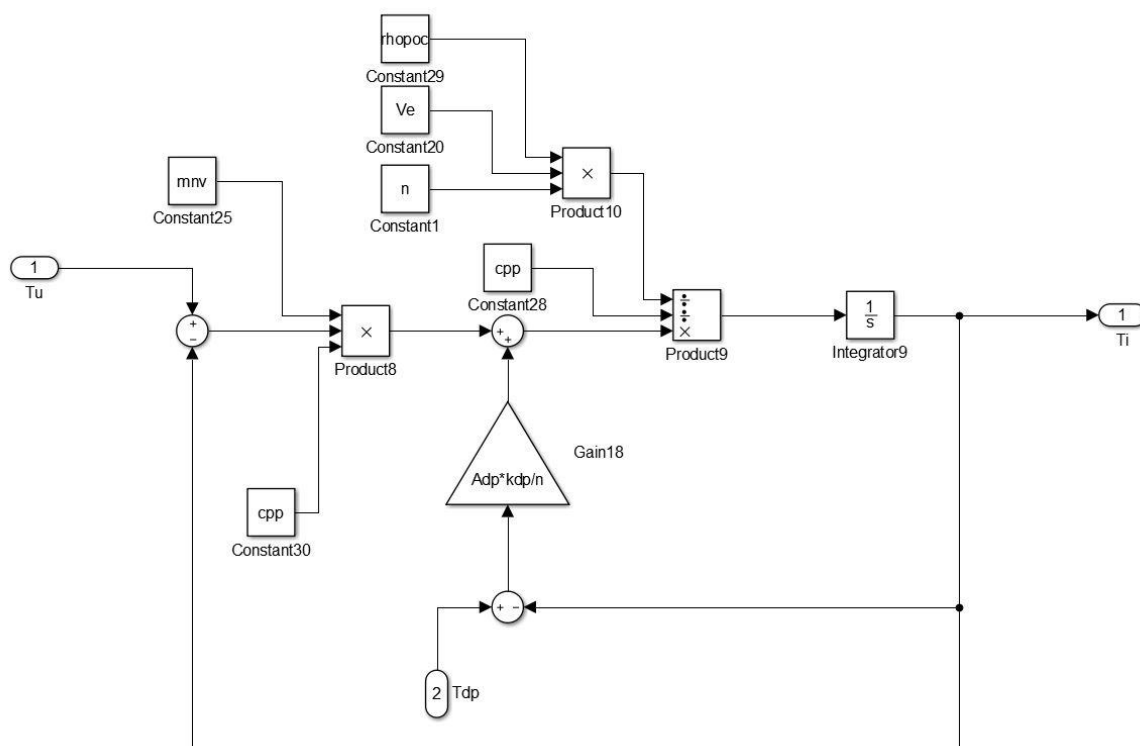 rhopoc
Constant29
Ve
Constant20
mnv
Constant25
n
Constant1
×
Product10
1
Tu
cpp
Constant28
+
−
×
Product8
+
+
÷
÷
×
Product9
1
s
Integrator9
1
Ti
Gain18
Adp*kdp/n
cpp
Constant30
+ −
2
Tdp